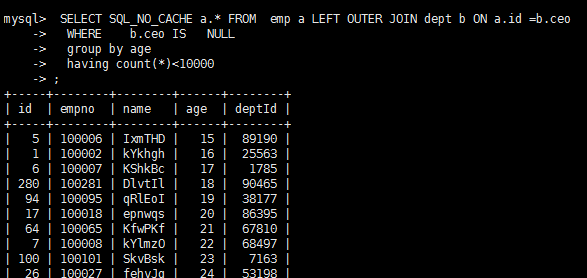 mysql> SELECT SQL_NO_CACHE a.* FROM  emp a LEFT OUTER JOIN dept b ON a.id =b.ceo
    -> WHERE    b.ceo IS   NULL
    -> group by age
    -> having count(*)<10000
    -> ;
+-----+--------+--------+------+--------+
| id  | empno  | name   | age  | deptId |
+-----+--------+--------+------+--------+
|   5 | 100006 | IxmTHD |   15 |  89190 |
|   1 | 100002 | kYkhgh |   16 |  25563 |
|   6 | 100007 | KShkBc |   17 |   1785 |
| 280 | 100281 | DlvtIl |   18 |  90465 |
|  94 | 100095 | qRlEoI |   19 |  38177 |
|  17 | 100018 | epnwqs |   20 |  86395 |
|  64 | 100065 | KfwPKf |   21 |  67810 |
|   7 | 100008 | kYlmzO |   22 |  68497 |
| 100 | 100101 | SkvBsk |   23 |   7163 |
|  26 | 100027 | fehvJq |   24 |  53198 |